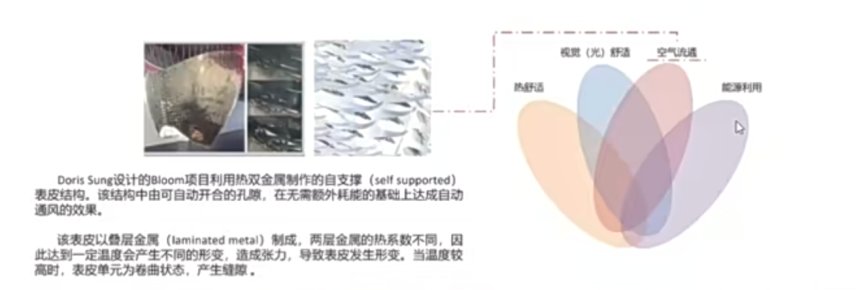 视觉（光）舒适
空气流通
热舒适
能源利用
Doris Sung设计的Bloom项目利用热双金属制作的自支撑（self supported）
表皮结构。该结构中由可自动开合的孔隙，在无需额外耗能的基础上达成自动
通风的效果。
该表皮以叠层金属（laminated metal）制成，两层金属的热系数不同，因
此达到一定温度会产生不同的形变，造成张力，导致表皮发生形变。当温度较
高时，表皮单元为卷曲状态，产生缝隙。